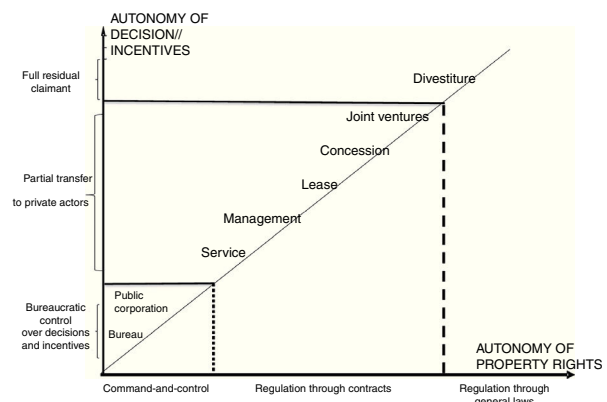 AUTONOMY OF
DECISION//
INCENTIVES
Full residual
claimant
Divestiture
Joint ventures
Concession
Partial transfer
to private actors
Lease
Management
Service
Public
corporation
Bureau
Bureaucratic
control
over decisions
and incentives
AUTONOMY OF
PROPERTY RIGHTS
Command-and-control
Regulation through contracts
Regulation through
general laws